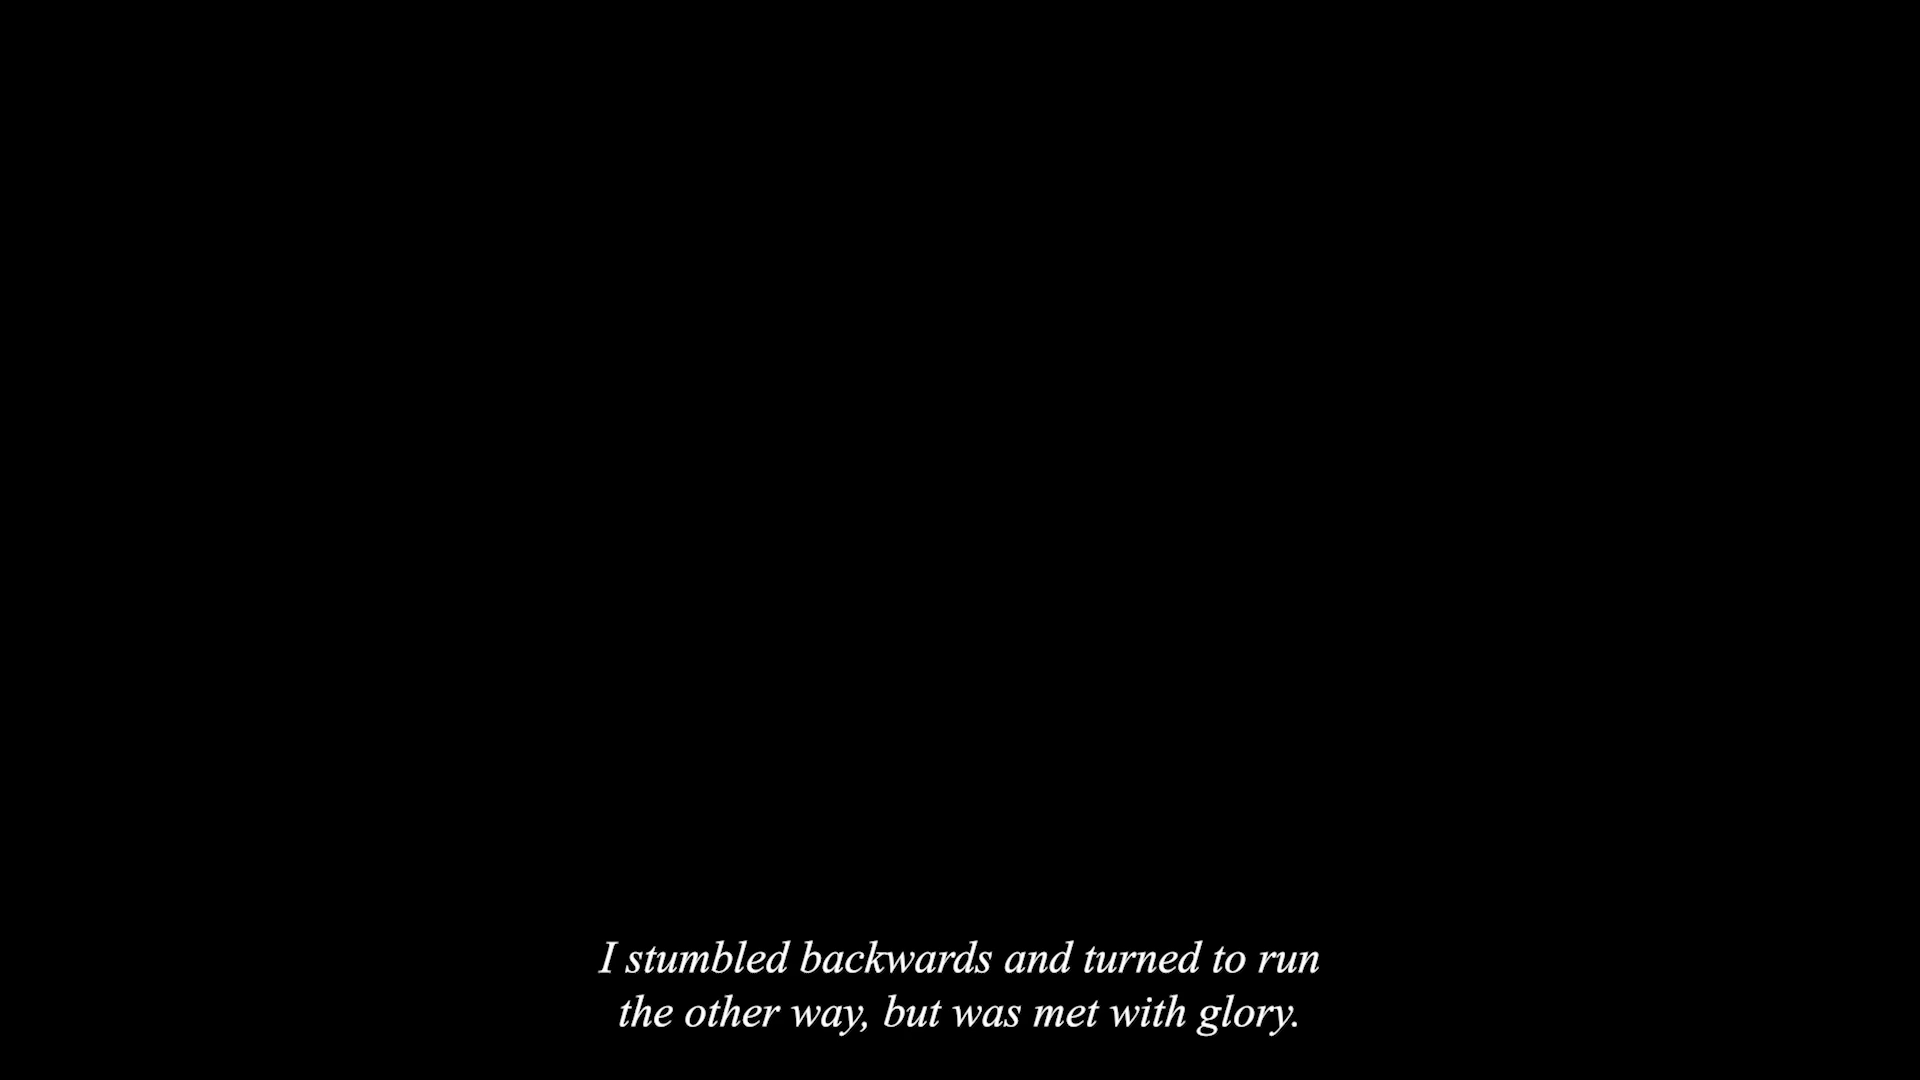 I stumbled backwards and turned to run
the other way, but was met with glory.